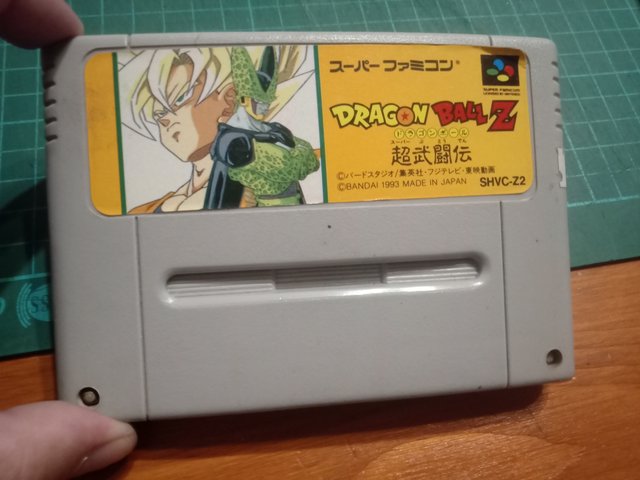 スーパーファミコン®
SUPER FAMICOM
DRAGON BALL Z
ドラゴンボール
スーパー ぶ とう でん
超武闘伝
©バードスタジオ/集英社・フジテレビ・東映動画
©BANDAI 1993 MADE IN JAPAN SHVC-Z2